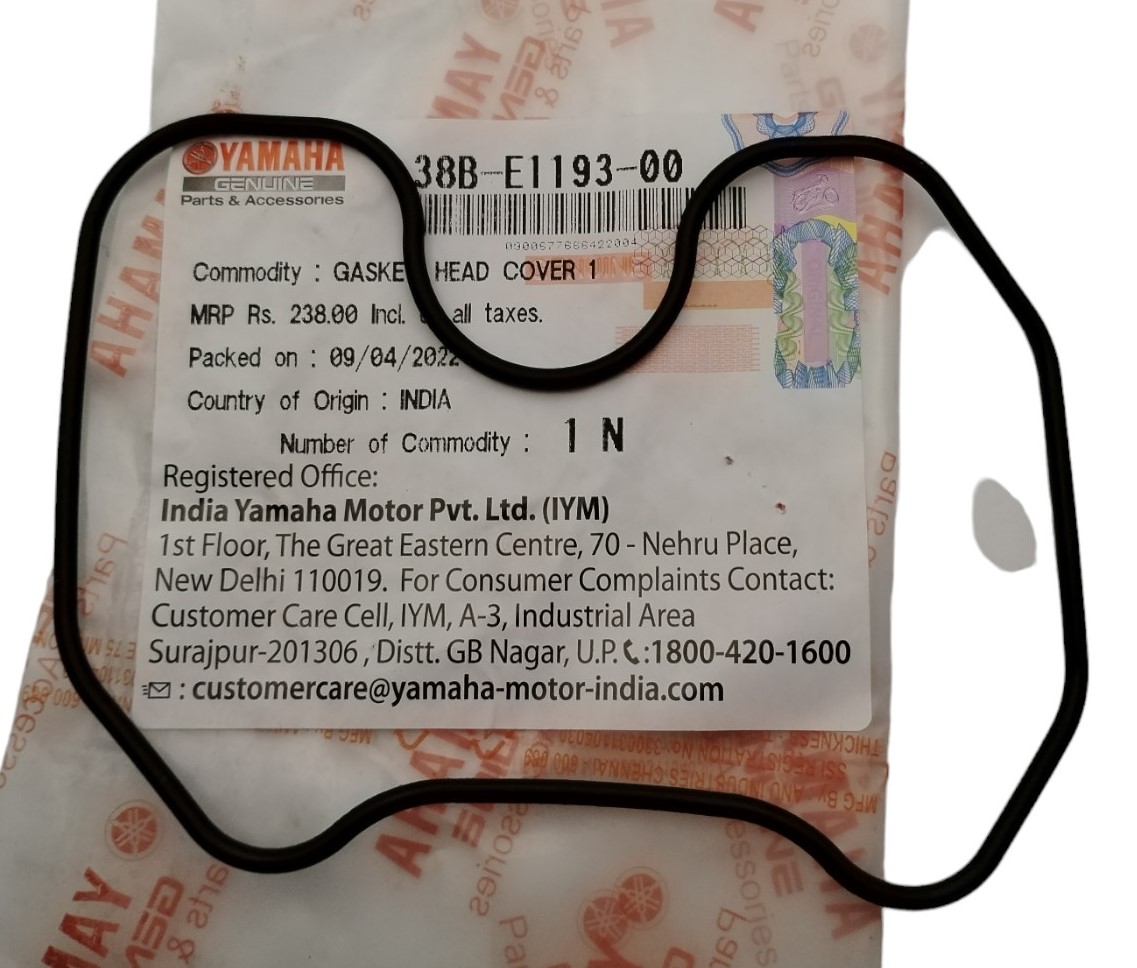 YAMAHA
GENUINE
Parts & Accessories
38B-E1193-00
Commodity : GASKE HEAD COVER 1
MRP Rs. 238.00 Incl. all taxes.
Packed on : 09/04/2022
Country of Origin : INDIA
Number of Commodity : 1 N
Registered Office:
India Yamaha Motor Pvt. Ltd. (IYM)
1st Floor, The Great Eastern Centre, 70 - Nehru Place,
New Delhi 110019. For Consumer Complaints Contact:
Customer Care Cell, IYM, A-3, Industrial Area
Surajpur-201306, Distt. GB Nagar, U.P. :1800-420-1600
: customercare@yamaha-motor-india.com